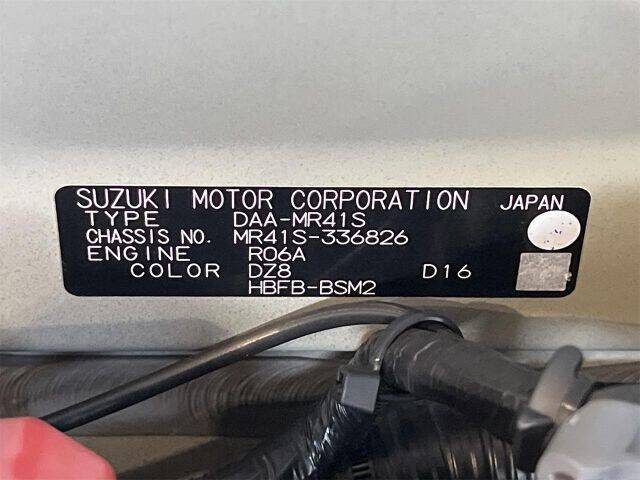 SUZUKI MOTOR CORPORATION JAPAN
TYPE DAA-MR41S
CHASSIS NO. MR41S-336826
ENGINE R06A
COLOR DZ8 D16
HBFB-BSM2